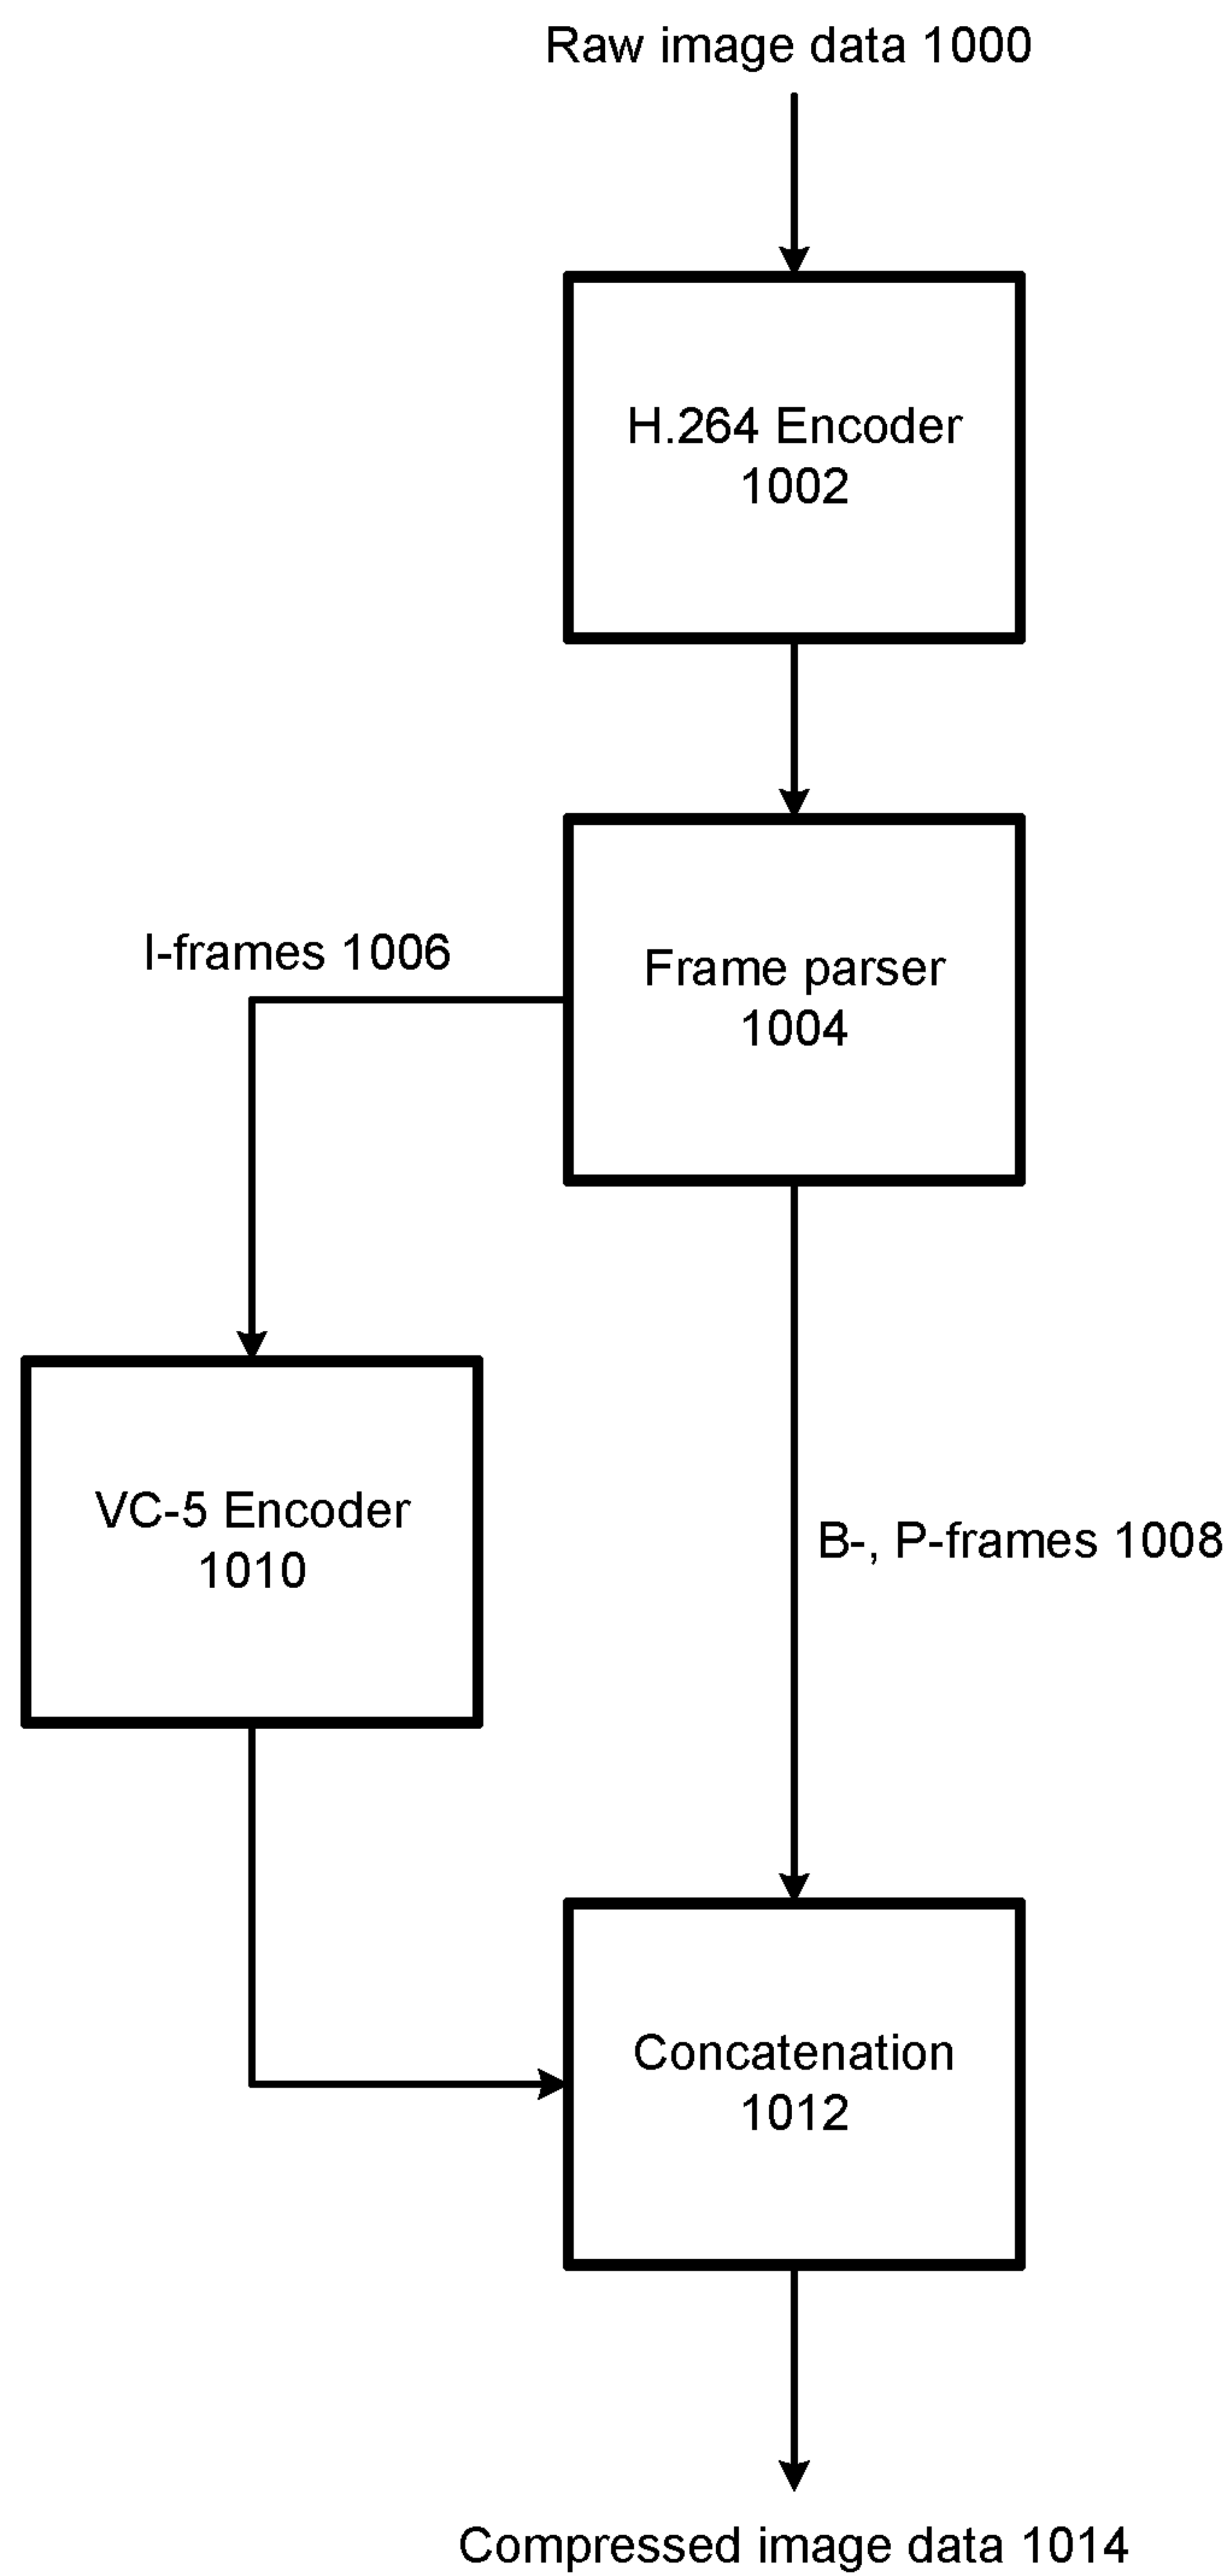 Raw image data 1000
H.264 Encoder
1002
I-frames 1006
Frame parser
1004
VC-5 Encoder
1010
B-, P-frames 1008
Concatenation
1012
Compressed image data 1014